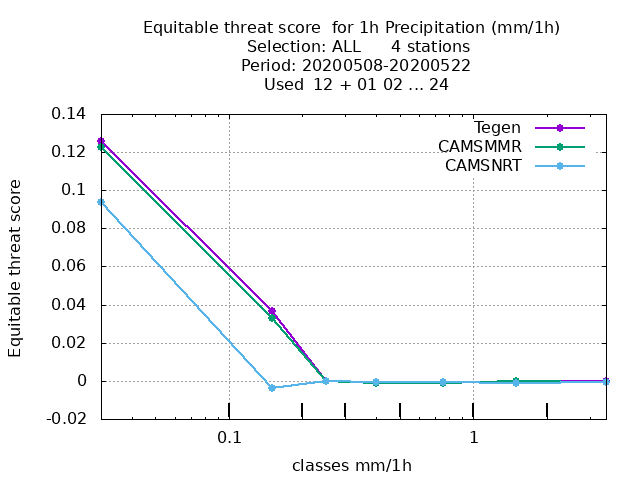 Equitable threat score  for 1h Precipitation (mm/1h)
Selection: ALL      4 stations
Period: 20200508-20200522
Used  12 + 01 02 ... 24
Tegen
CAMSMMR
CAMSNRT
0.14
0.12
0.1
0.08
0.06
0.04
0.02
0
-0.02
Equitable threat score
0.1
1
classes mm/1h